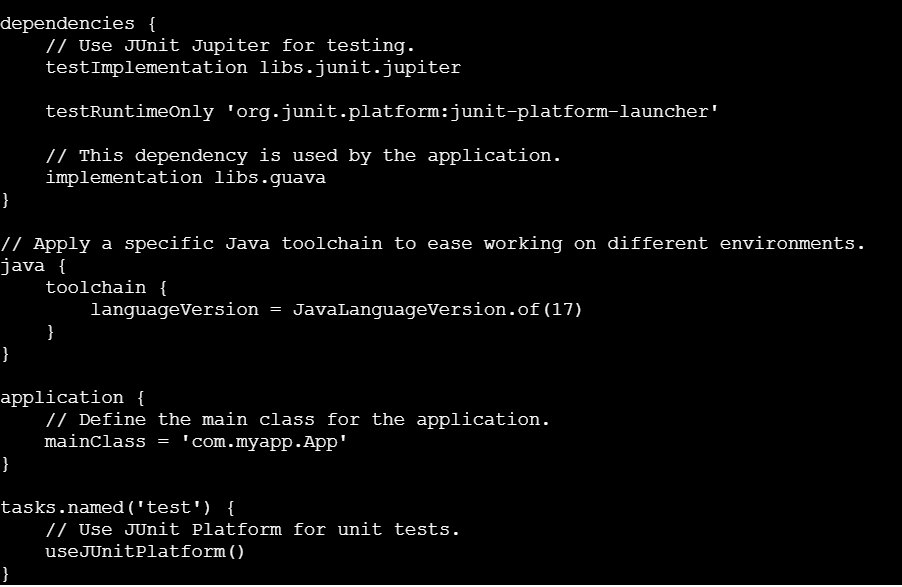 dependencies {
    // Use JUnit Jupiter for testing.
    testImplementation libs.junit.jupiter

    testRuntimeOnly 'org.junit.platform:junit-platform-launcher'

    // This dependency is used by the application.
    implementation libs.guava
}

// Apply a specific Java toolchain to ease working on different environments.
java {
    toolchain {
        languageVersion = JavaLanguageVersion.of(17)
    }
}

application {
    // Define the main class for the application.
    mainClass = 'com.myapp.App'
}

tasks.named('test') {
    // Use JUnit Platform for unit tests.
    useJUnitPlatform()
}